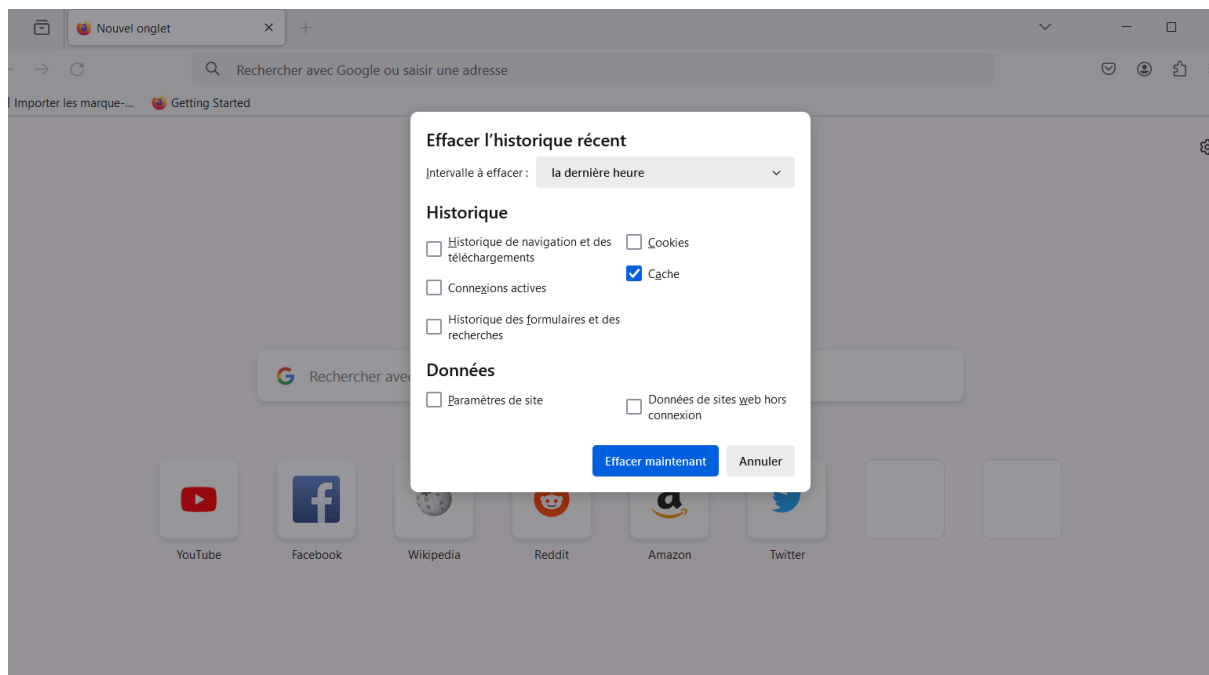 Nouvel onglet
Rechercher avec Google ou saisir une adresse
Importer les marque-... Getting Started
Effacer l'historique récent
Intervalle à effacer : la dernière heure
Historique
Historique de navigation et des téléchargements
Cookies
Cache
Connexions actives
Historique des formulaires et des recherches
Rechercher avec
Données
Paramètres de site
Données de sites web hors connexion
Effacer maintenant Annuler
YouTube Facebook Wikipedia Reddit Amazon Twitter